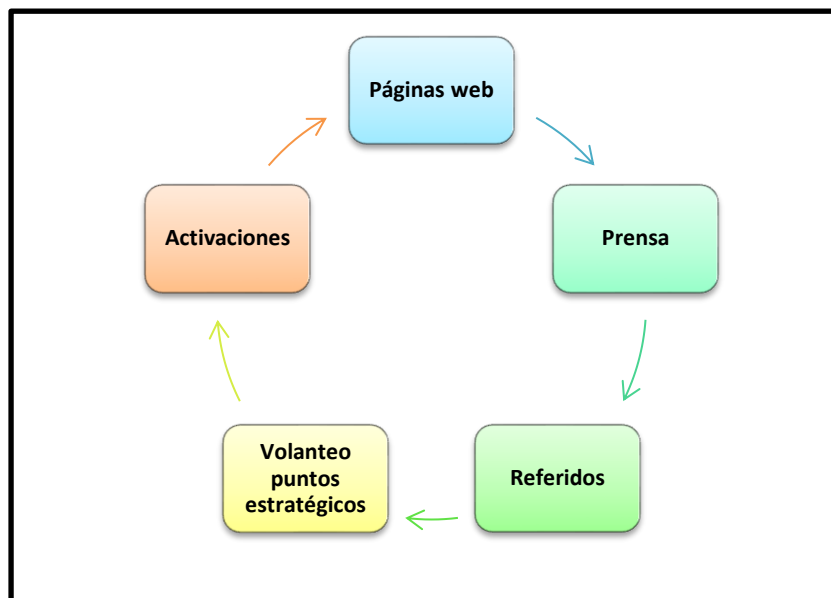 Páginas web
Prensa
Referidos
Volanteo
puntos
estratégicos
Activaciones